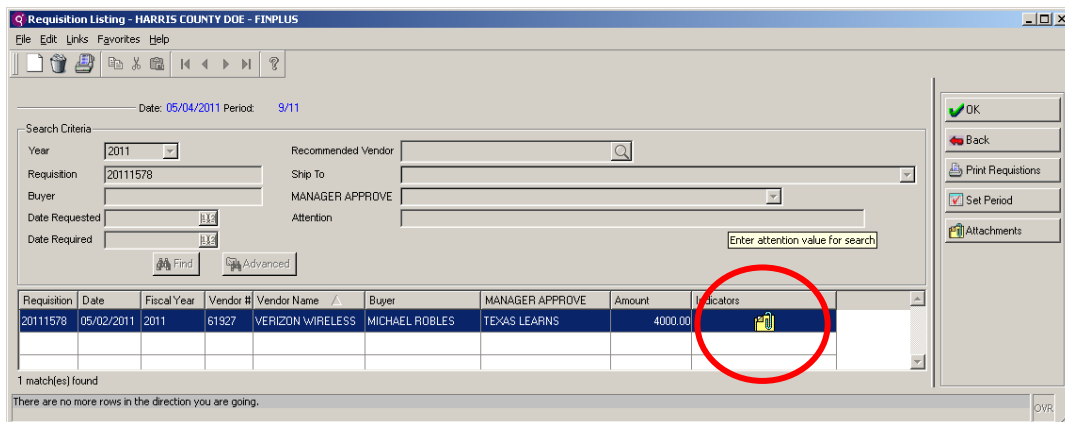 Requisition Listing - HARRIS COUNTY DOE - FINPLUS
File Edit Links Favorites Help
Date: 05/04/2011 Period: 9/11
Search Criteria
Year 2011 Recommended Vendor
Requisition 20111578 Ship To
Buyer MANAGER APPROVE
Date Requested Attention
Date Required
Enter attention value for search
Find Advanced
OK
Back
Print Requistions
Set Period
Attachments
Requisition Date Fiscal Year Vendor # Vendor Name Buyer MANAGER APPROVE Amount Indicators
20111578 05/02/2011 2011 61927 VERIZON WIRELESS MICHAEL ROBLES TEXAS LEARNS 4000.00
1 match(es) found
There are no more rows in the direction you are going.
OVR